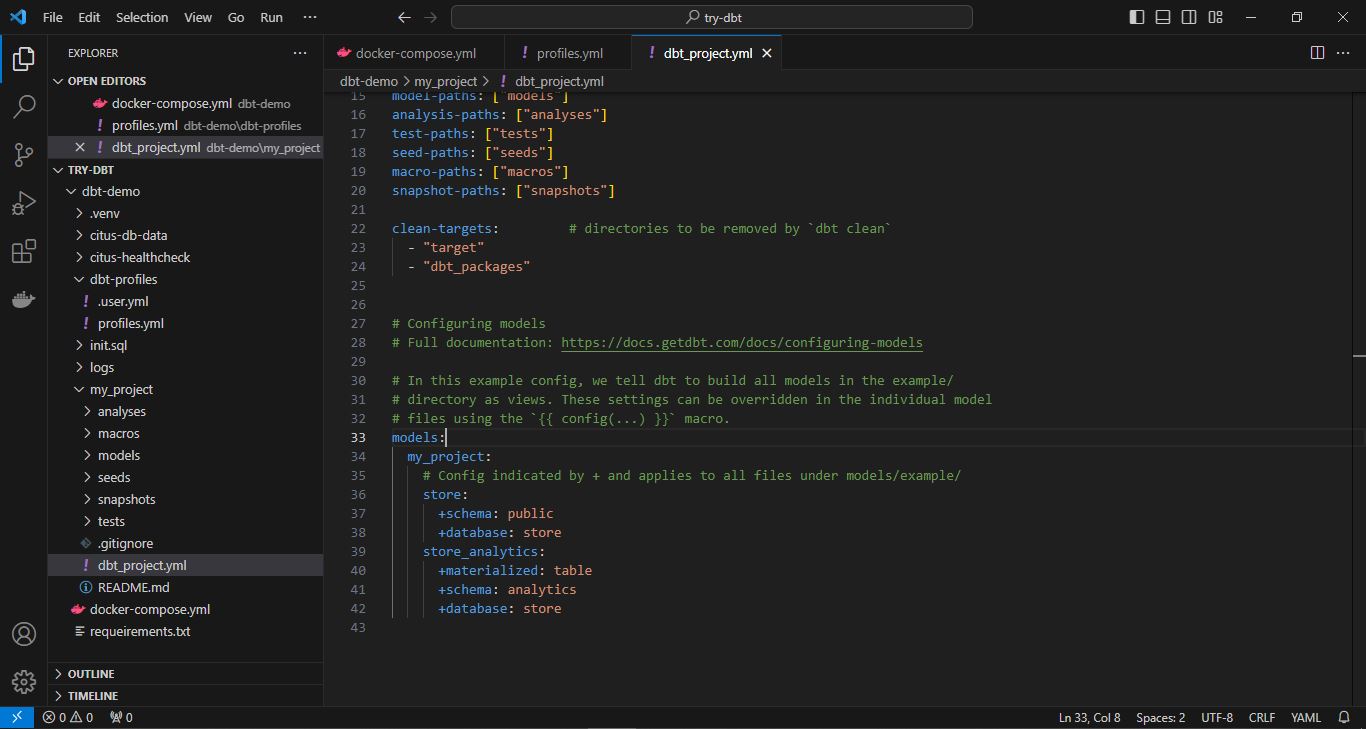 File Edit Selection View Go Run ···
try-dbt
EXPLORER
OPEN EDITORS
docker-compose.yml dbt-demo
profiles.yml dbt-demo\dbt-profiles
dbt_project.yml dbt-demo\my_project
TRY-DBT
dbt-demo
.venv
citus-db-data
citus-healthcheck
dbt-profiles
.user.yml
profiles.yml
init.sql
logs
my_project
analyses
macros
models
seeds
snapshots
tests
.gitignore
dbt_project.yml
README.md
docker-compose.yml
requeirements.txt
OUTLINE
TIMELINE
docker-compose.yml profiles.yml dbt_project.yml
dbt-demo > my_project > ! dbt_project.yml
15 model-paths: ["models"]
16 analysis-paths: ["analyses"]
17 test-paths: ["tests"]
18 seed-paths: ["seeds"]
19 macro-paths: ["macros"]
20 snapshot-paths: ["snapshots"]
21
22 clean-targets:         # directories to be removed by `dbt clean`
23   - "target"
24   - "dbt_packages"
25
26
27 # Configuring models
28 # Full documentation: https://docs.getdbt.com/docs/configuring-models
29
30 # In this example config, we tell dbt to build all models in the example/
31 # directory as views. These settings can be overridden in the individual model
32 # files using the `{{ config(...) }}` macro.
33 models:
34   my_project:
35     # Config indicated by + and applies to all files under models/example/
36     store:
37       +schema: public
38       +database: store
39     store_analytics:
40       +materialized: table
41       +schema: analytics
42       +database: store
43
0 0 0 Ln 33, Col 8 Spaces: 2 UTF-8 CRLF YAML